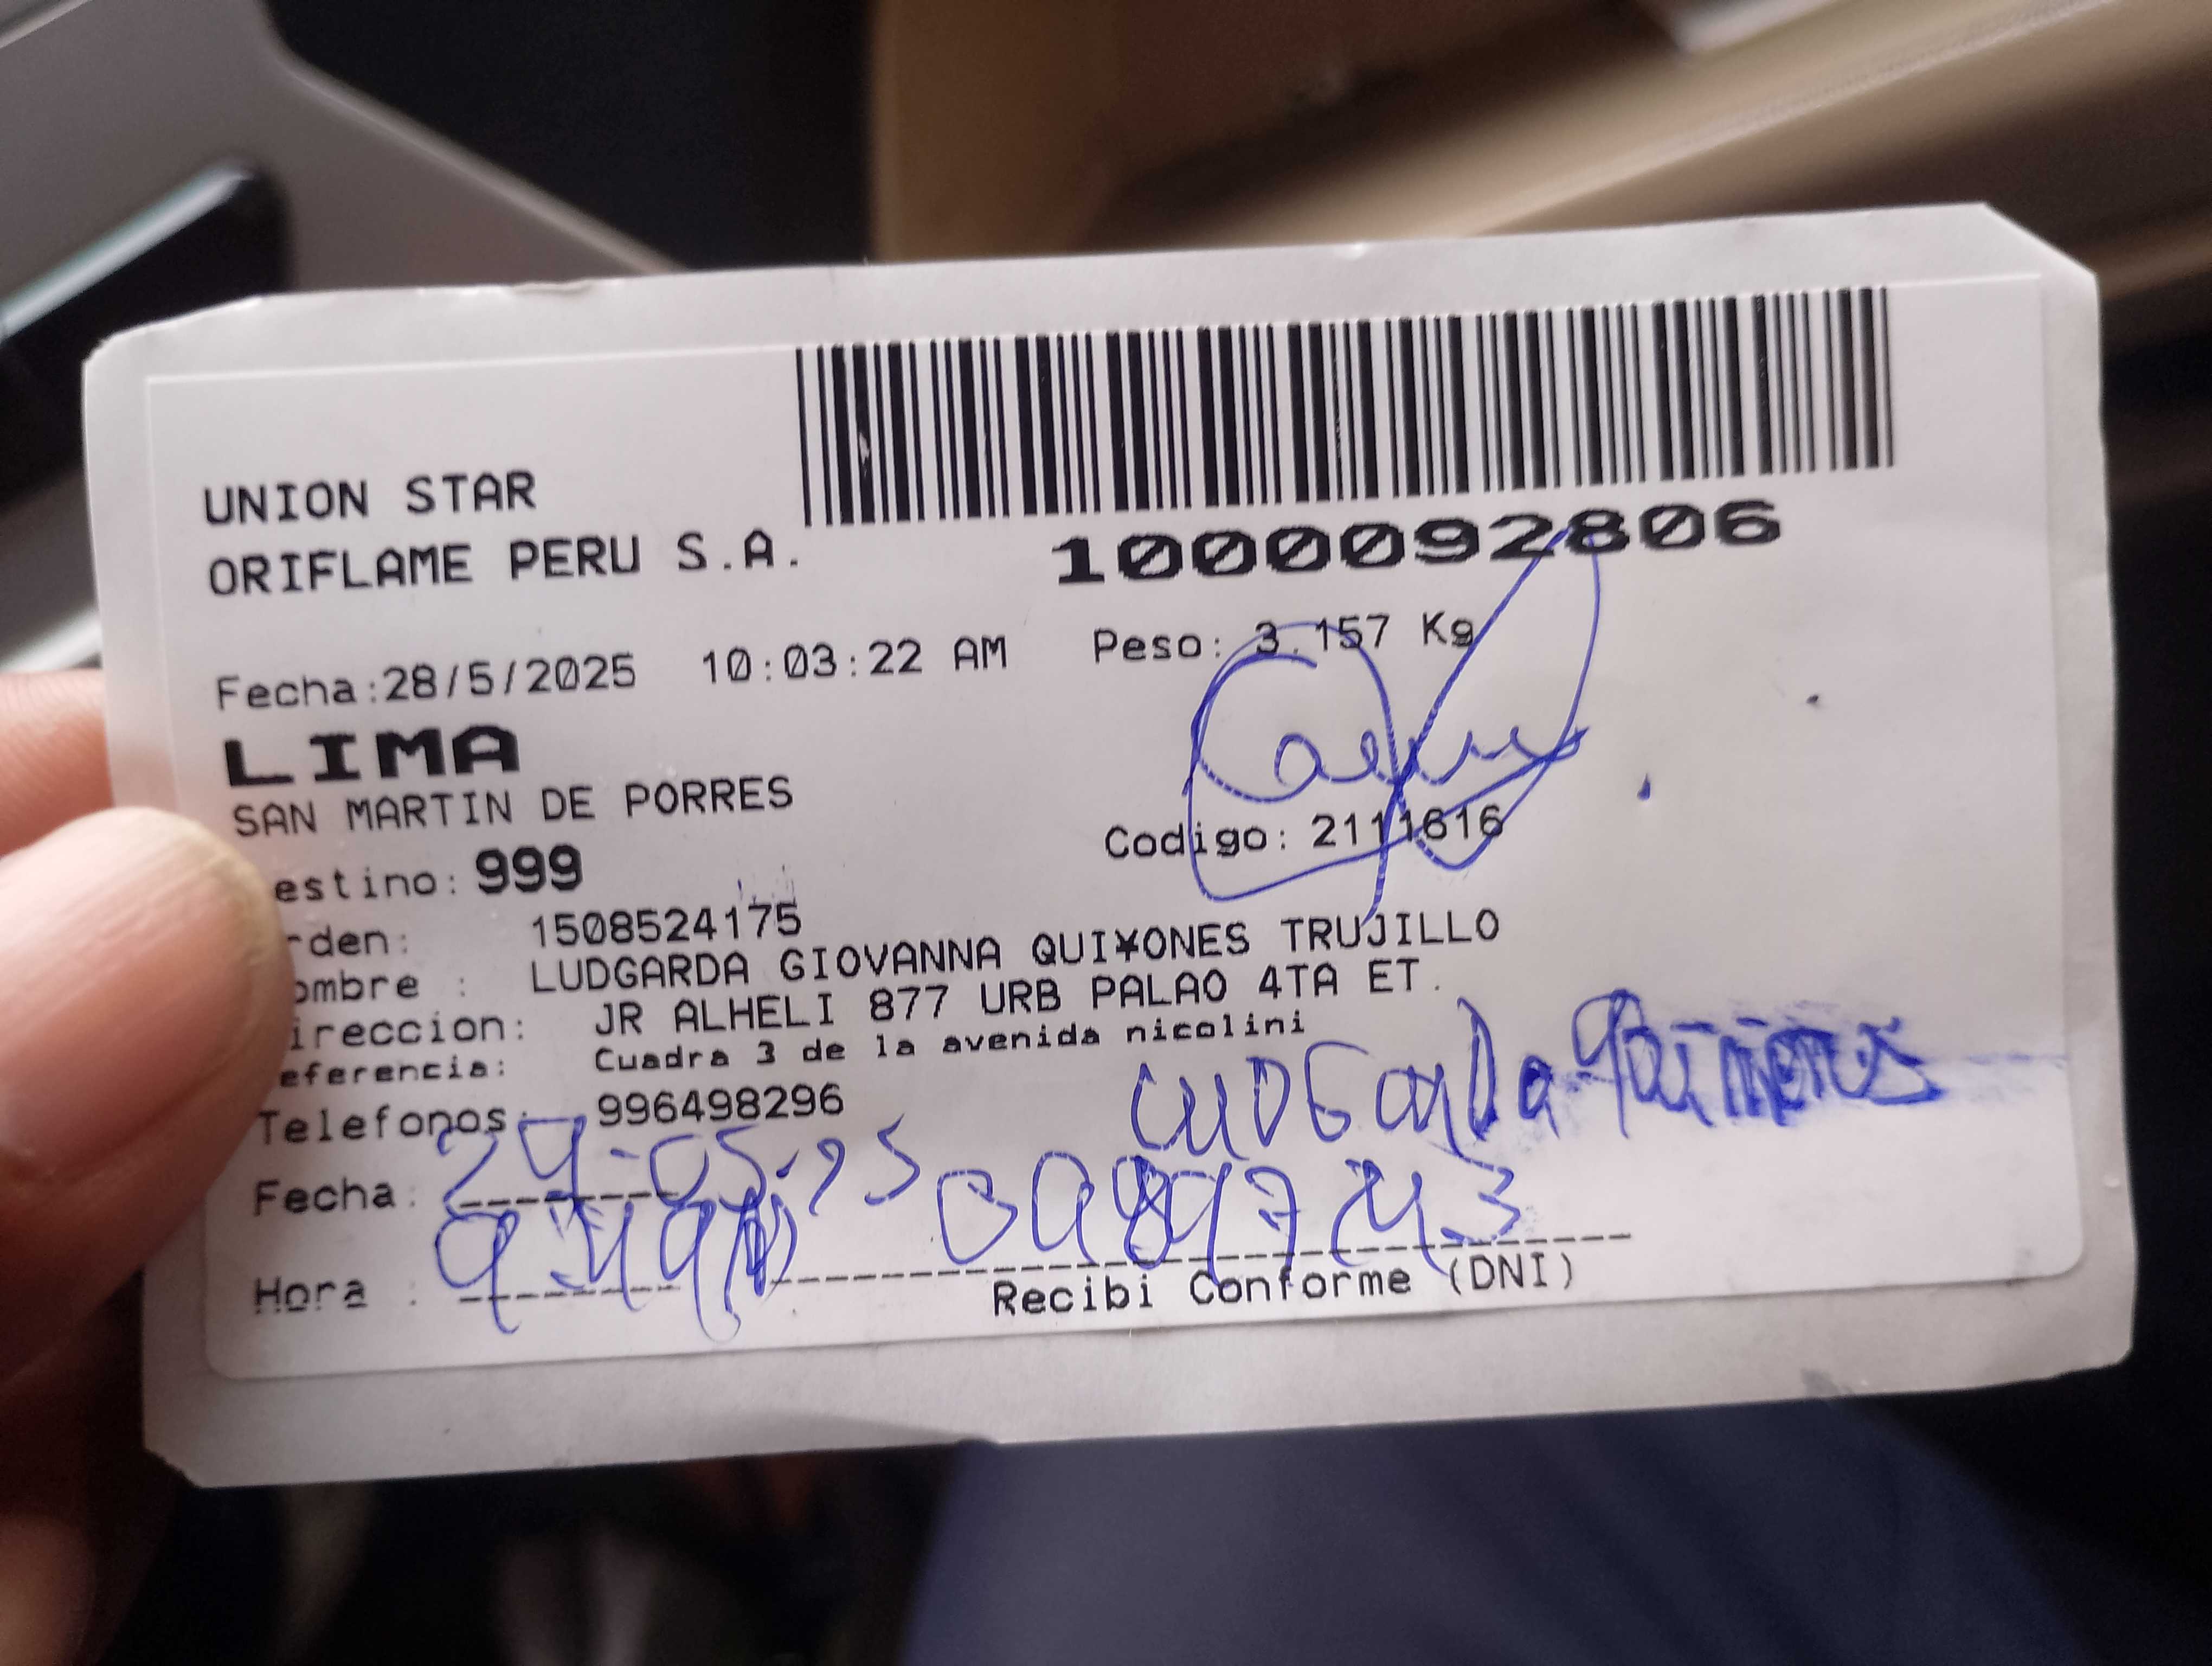 UNION STAR
ORIFLAME PERU S.A.
1000092806
Fecha:28/5/2025 10:03:22 AM Peso: 3.157 Kg
LIMA
SAN MARTIN DE PORRES
Codigo: 2111616
estino: 999
rden: 1508524175
ombre : LUDGARDA GIOVANNA QUI¥ONES TRUJILLO
ireccion: JR ALHELI 877 URB PALAO 4TA ET.
eferencia: Cuadra 3 de la avenida nicolini
Telefonos: 996498296
Fecha:
Hora :
Recibi Conforme (DNI)